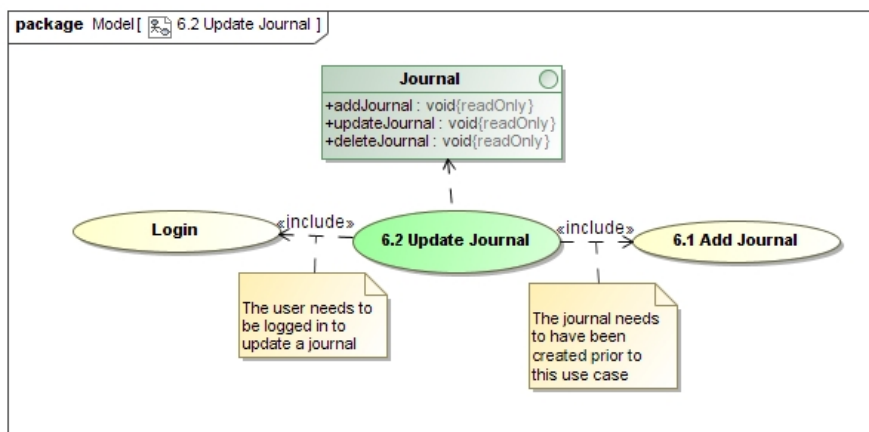 package Model[ 6.2 Update Journal ]
Journal
+addJournal : void{readOnly}
+updateJournal : void{readOnly}
+deleteJournal : void{readOnly}
«include»
«include»
Login
6.2 Update Journal
6.1 Add Journal
The user needs to
be logged in to
update a journal
The journal needs
to have been
created prior to
this use case